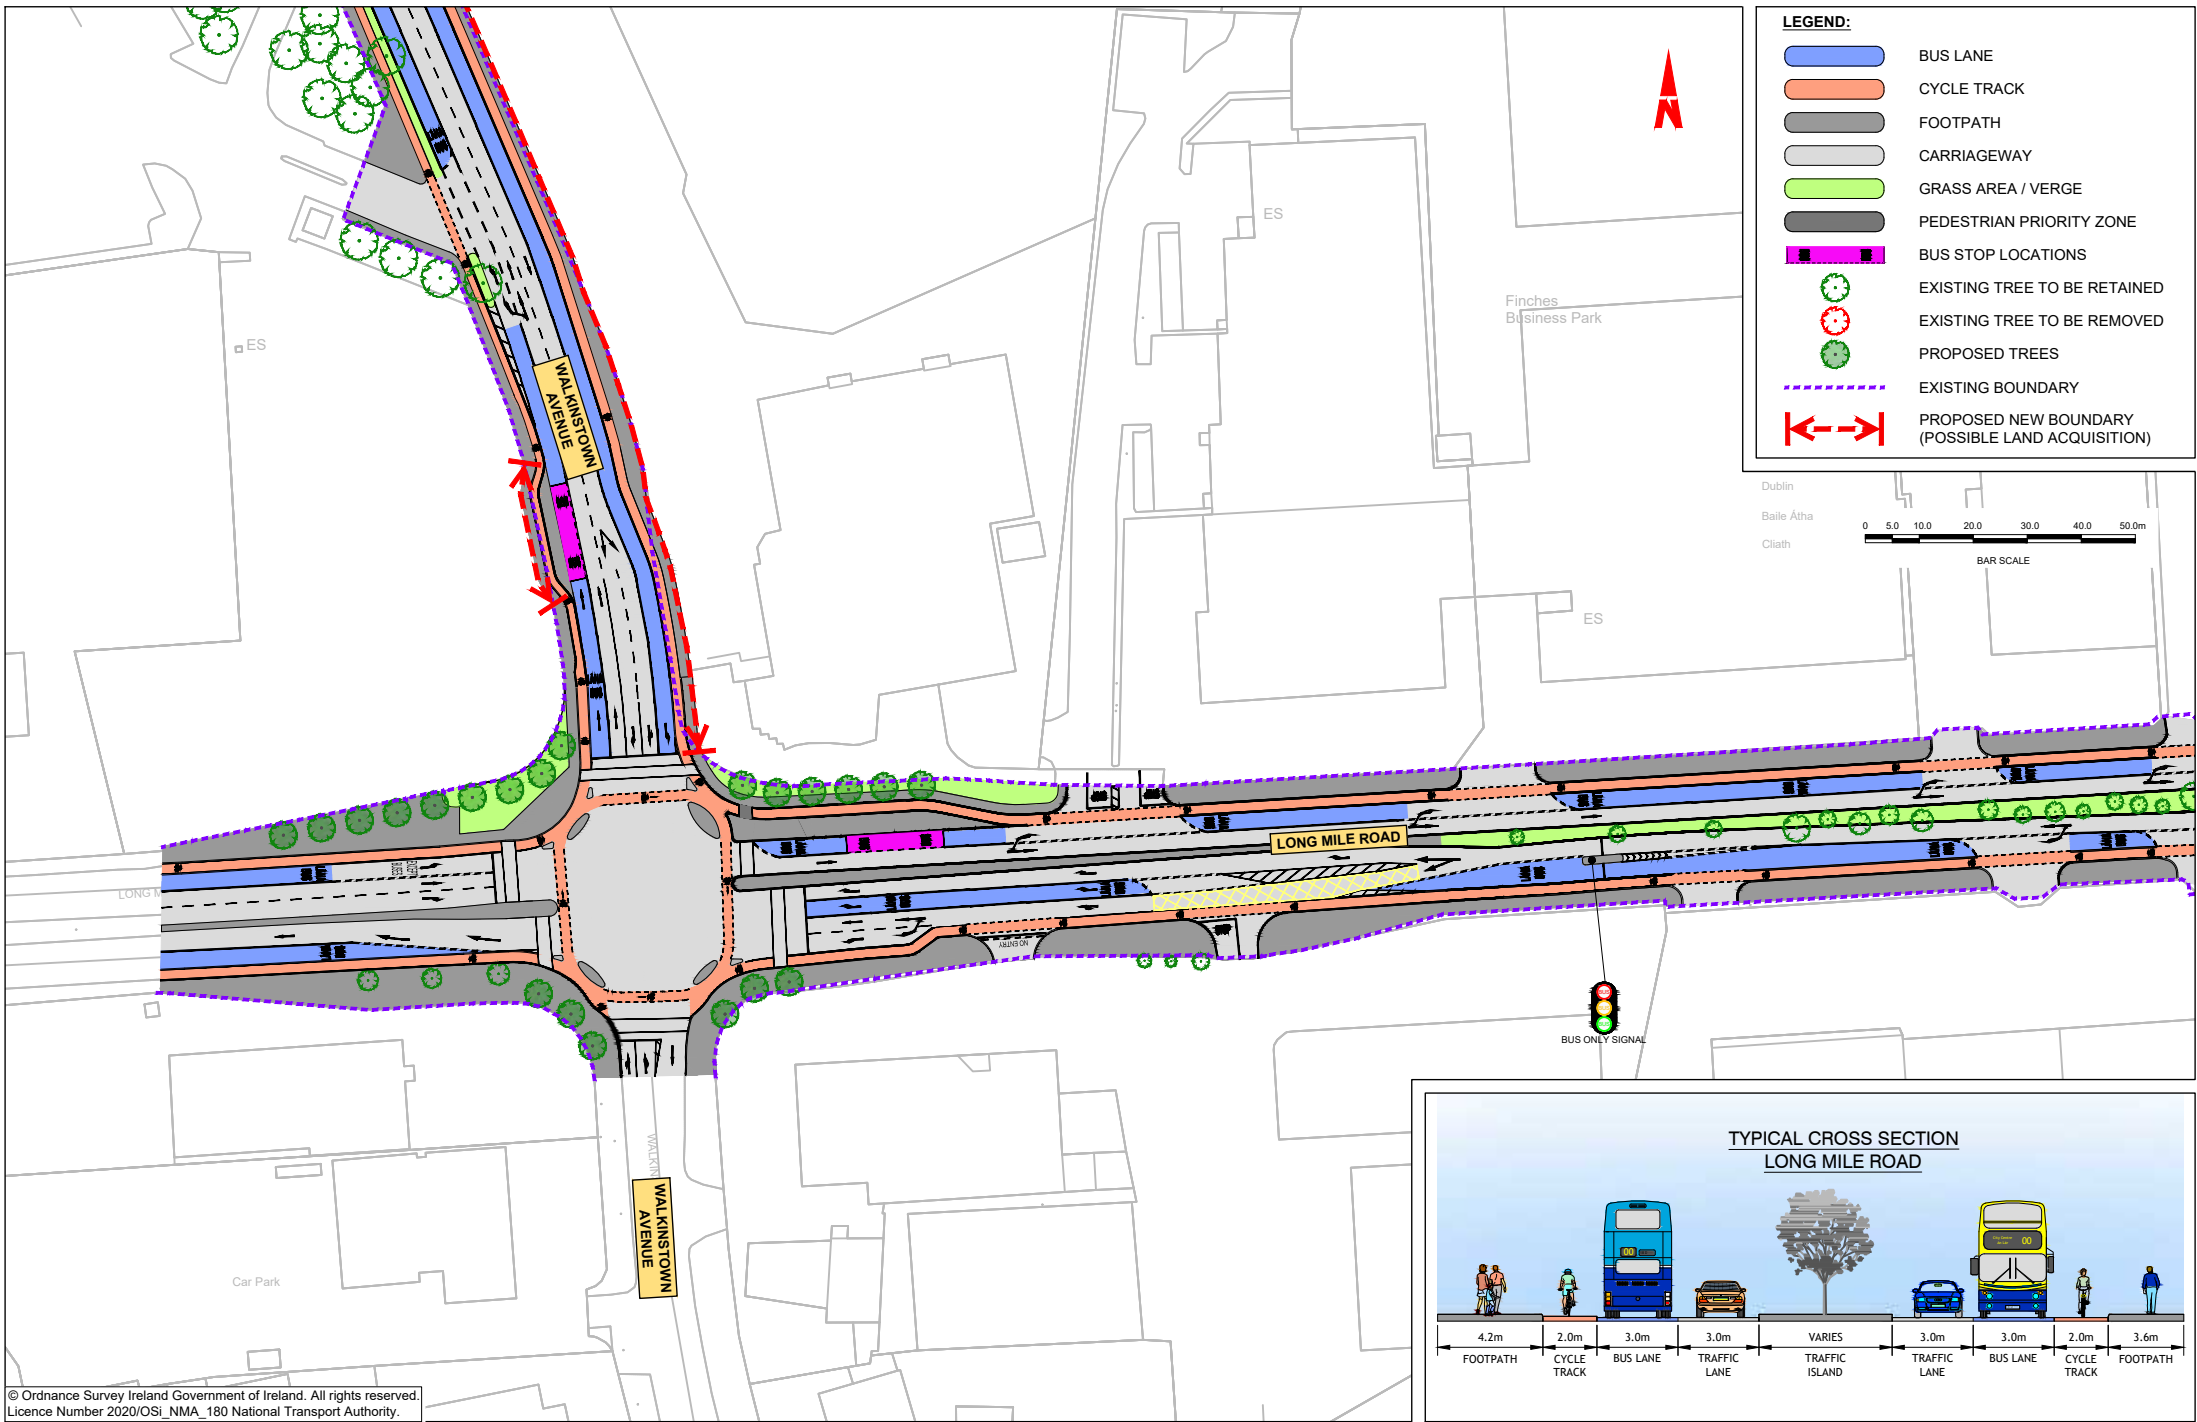 LEGEND:
BUS LANE
CYCLE TRACK
FOOTPATH
CARRIAGEWAY
GRASS AREA / VERGE
PEDESTRIAN PRIORITY ZONE
BUS STOP LOCATIONS
EXISTING TREE TO BE RETAINED
EXISTING TREE TO BE REMOVED
PROPOSED TREES
EXISTING BOUNDARY
PROPOSED NEW BOUNDARY
(POSSIBLE LAND ACQUISITION)
N
ES
Finches
Business Park
ES
WALKINSTOWN
AVENUE
Dublin
Baile Átha
Cliath
0 5.0 10.0 20.0 30.0 40.0 50.0m
BAR SCALE
ES
LONG MILE ROAD
LONG M
NO ENTRY
BUS ONLY SIGNAL
WALKIN
WALKINSTOWN
AVENUE
Car Park
TYPICAL CROSS SECTION
LONG MILE ROAD
00
00
4.2m 2.0m 3.0m 3.0m VARIES 3.0m 3.0m 2.0m 3.6m
FOOTPATH CYCLE TRACK BUS LANE TRAFFIC LANE TRAFFIC ISLAND TRAFFIC LANE BUS LANE CYCLE TRACK FOOTPATH
© Ordnance Survey Ireland Government of Ireland. All rights reserved.
Licence Number 2020/OSi_NMA_180 National Transport Authority.